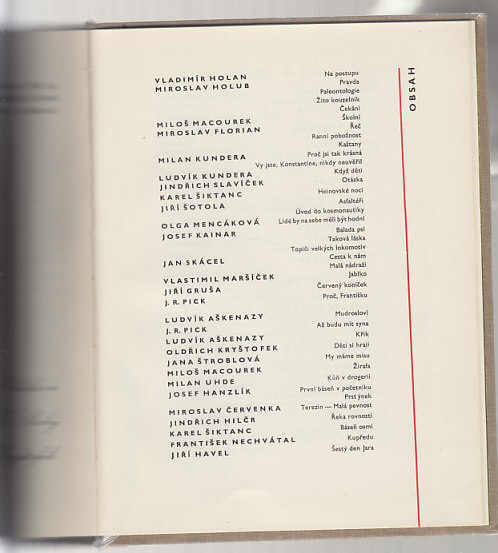 OBSAH
VLADIMÍR HOLAN Na postupu
MIROSLAV HOLUB Pravda
Paleontologie
Žito kouzelník
Čekání
MILOŠ MACOUREK Školní
MIROSLAV FLORIAN Řeč
Ranní pobožnost
Kaštany
MILAN KUNDERA Proč jsi tak krásná
Vy jste, Konstantine, nikdy neuvěřil
LUDVÍK KUNDERA Když děti
JINDŘICH SLAVÍČEK Otázka
KAREL ŠIKTANC Heinovské noci
JIŘÍ ŠOTOLA Asfaltéři
Úvod do kosmonautiky
OLGA MENCÁKOVÁ Lidé by na sebe měli být hodní
JOSEF KAINAR Balada psí
Taková láska
Topiči velkých lokomotiv
JAN SKÁCEL Cesta k nám
Malá nádraží
VLASTIMIL MARŠÍČEK Jablko
JIŘÍ GRUŠA Červený koníček
J. R. PICK Proč, Františku
LUDVÍK AŠKENAZY Mudrosloví
J. R. PICK Až budu mít syna
LUDVÍK AŠKENAZY Křik
OLDŘICH KRYŠTOFEK Děti si hrají
JANA ŠTROBLOVÁ My máme mísu
MILOŠ MACOUREK Žirafa
MILAN UHDE Kůň v drogerii
JOSEF HANZLÍK První báseň v početníku
Prstýnek
MIROSLAV ČERVENKA Terezín — Malá pevnost
JINDŘICH HILČR Řeka rovnosti
KAREL ŠIKTANC Báseň osmi
FRANTIŠEK NECHVÁTAL Kupředu
JIŘÍ HAVEL Šestý den jara